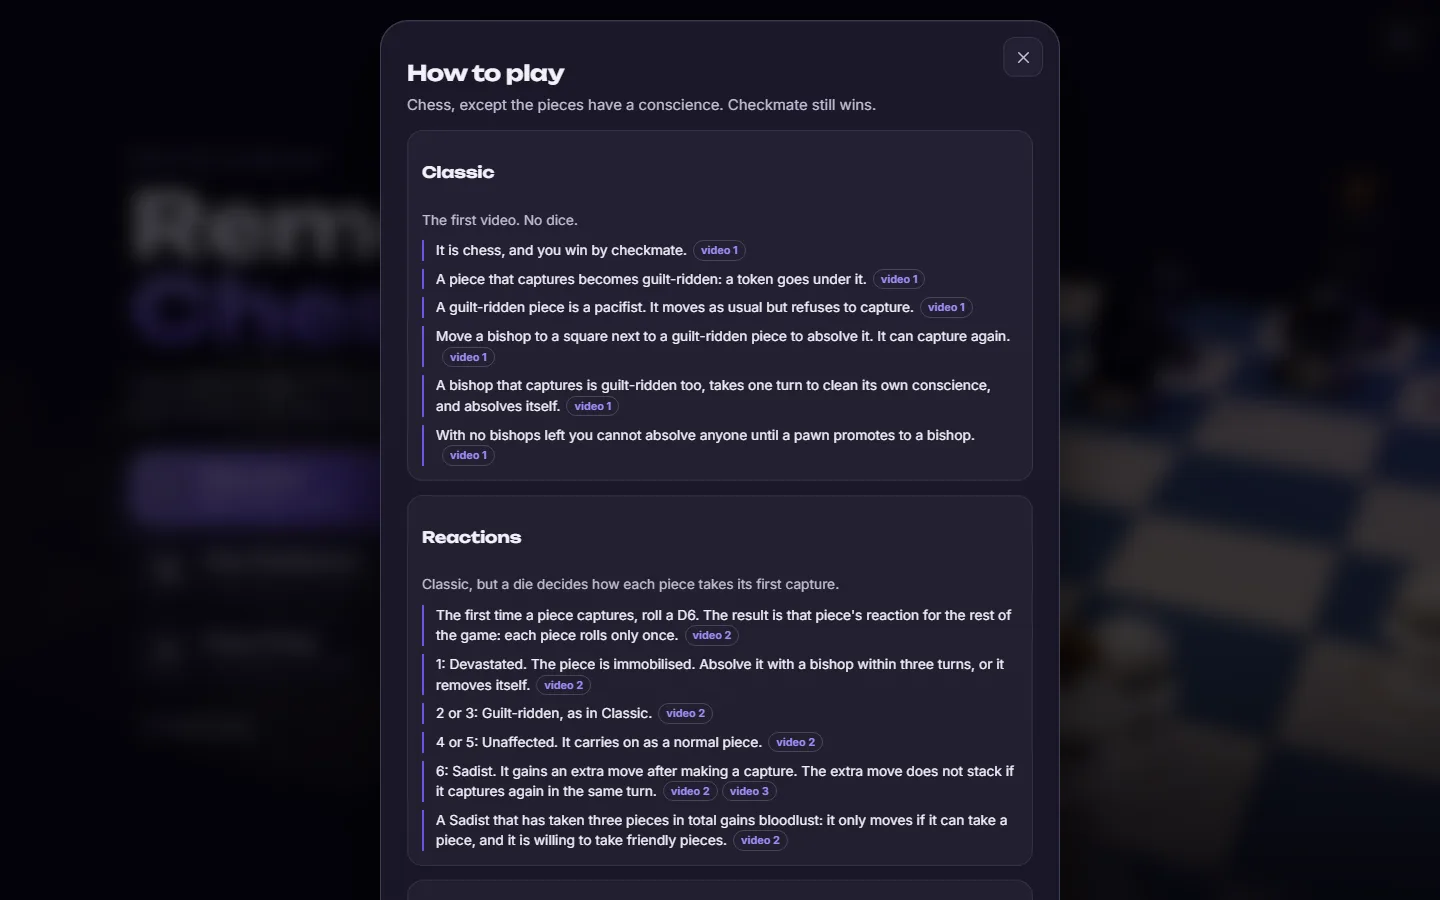 How to play
Chess, except the pieces have a conscience. Checkmate still wins.
Classic
The first video. No dice.
It is chess, and you win by checkmate. video 1
A piece that captures becomes guilt-ridden: a token goes under it. video 1
A guilt-ridden piece is a pacifist. It moves as usual but refuses to capture. video 1
Move a bishop to a square next to a guilt-ridden piece to absolve it. It can capture again.
video 1
A bishop that captures is guilt-ridden too, takes one turn to clean its own conscience,
and absolves itself. video 1
With no bishops left you cannot absolve anyone until a pawn promotes to a bishop.
video 1
Reactions
Classic, but a die decides how each piece takes its first capture.
The first time a piece captures, roll a D6. The result is that piece's reaction for the rest of
the game: each piece rolls only once. video 2
1: Devastated. The piece is immobilised. Absolve it with a bishop within three turns, or it
removes itself. video 2
2 or 3: Guilt-ridden, as in Classic. video 2
4 or 5: Unaffected. It carries on as a normal piece. video 2
6: Sadist. It gains an extra move after making a capture. The extra move does not stack if
it captures again in the same turn. video 2 video 3
A Sadist that has taken three pieces in total gains bloodlust: it only moves if it can take a
piece, and it is willing to take friendly pieces. video 2